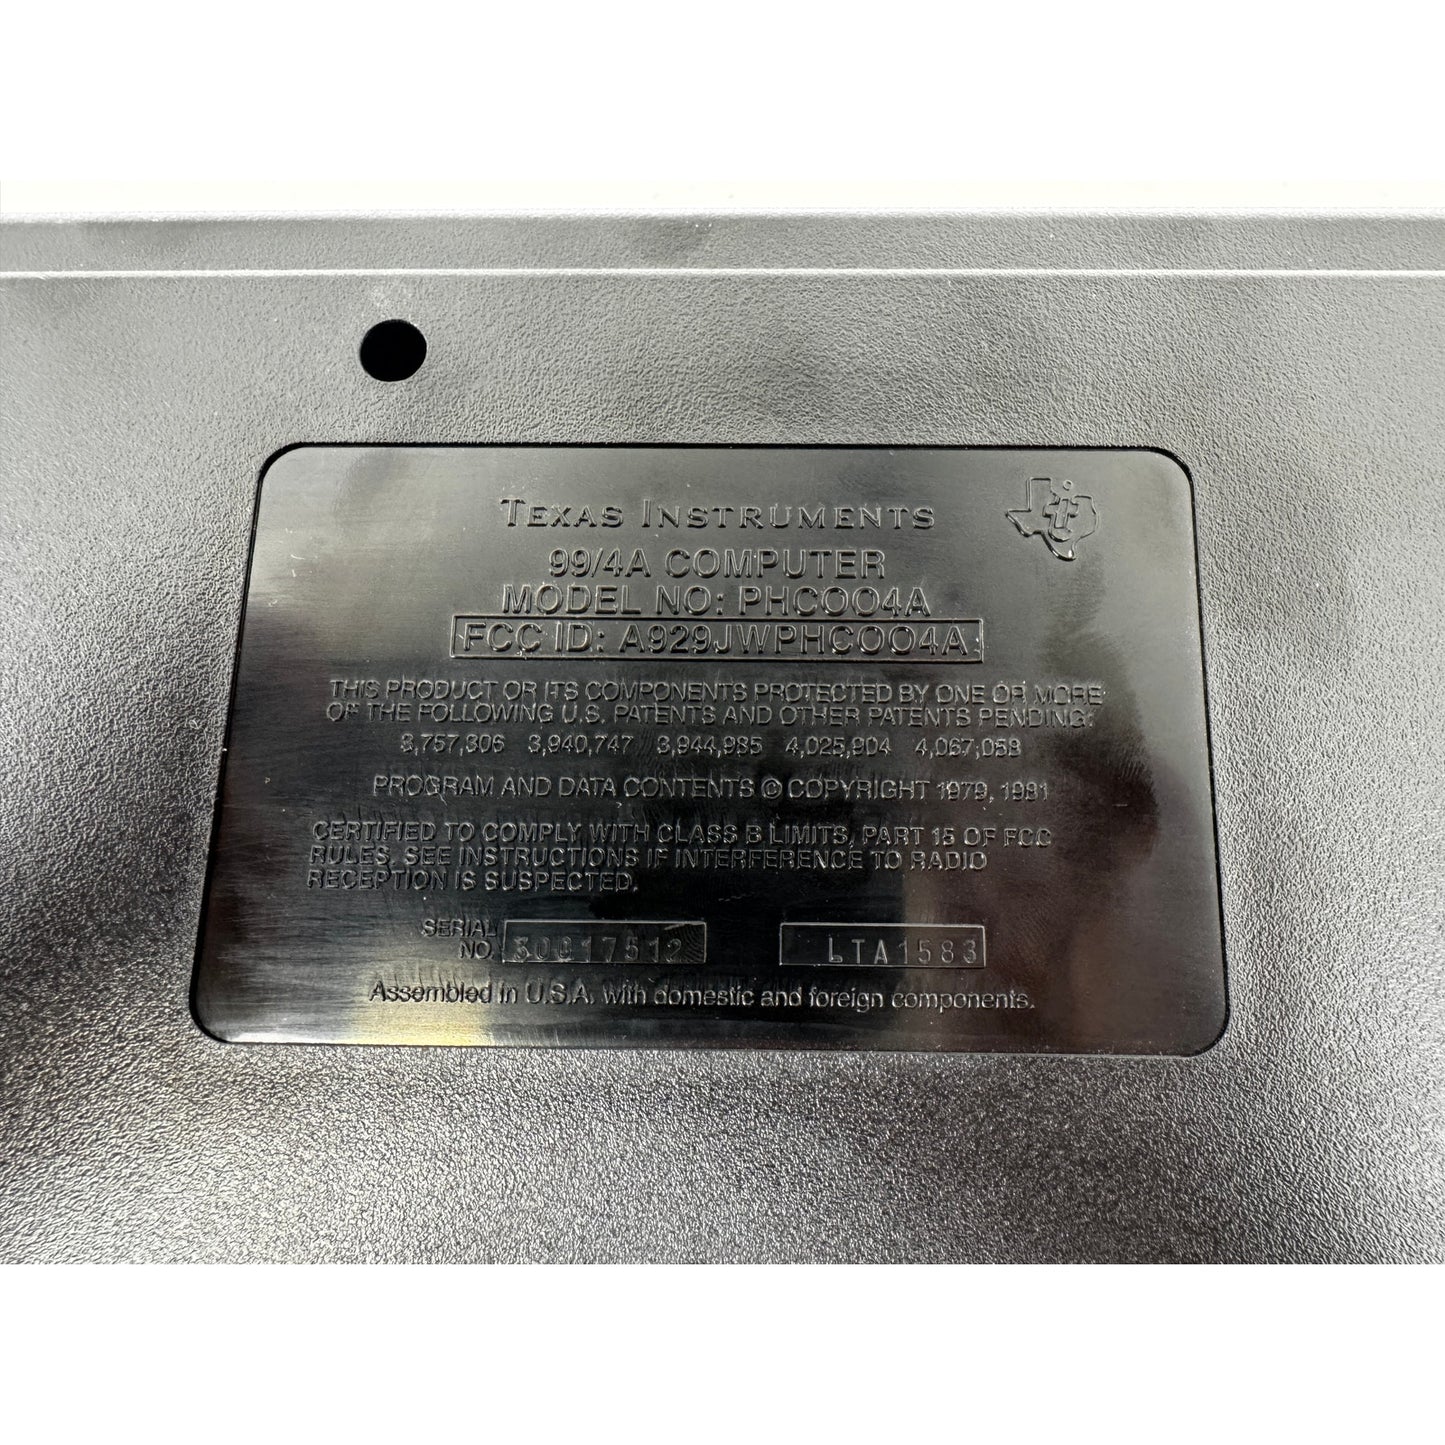 TEXAS INSTRUMENTS
99/4A COMPUTER
MODEL NO: PHC004A
FCC ID: A929JWPHC004A
THIS PRODUCT OR ITS COMPONENTS PROTECTED BY ONE OR MORE
OF THE FOLLOWING U.S. PATENTS AND OTHER PATENTS PENDING:
3,757,306 3,940,747 3,944,985 4,025,904 4,067,058
PROGRAM AND DATA CONTENTS © COPYRIGHT 1979, 1981
CERTIFIED TO COMPLY WITH CLASS B LIMITS, PART 15 OF FCC
RULES. SEE INSTRUCTIONS IF INTERFERENCE TO RADIO
RECEPTION IS SUSPECTED.
SERIAL
NO. LTA1583
Assembled in U.S.A. with domestic and foreign components.